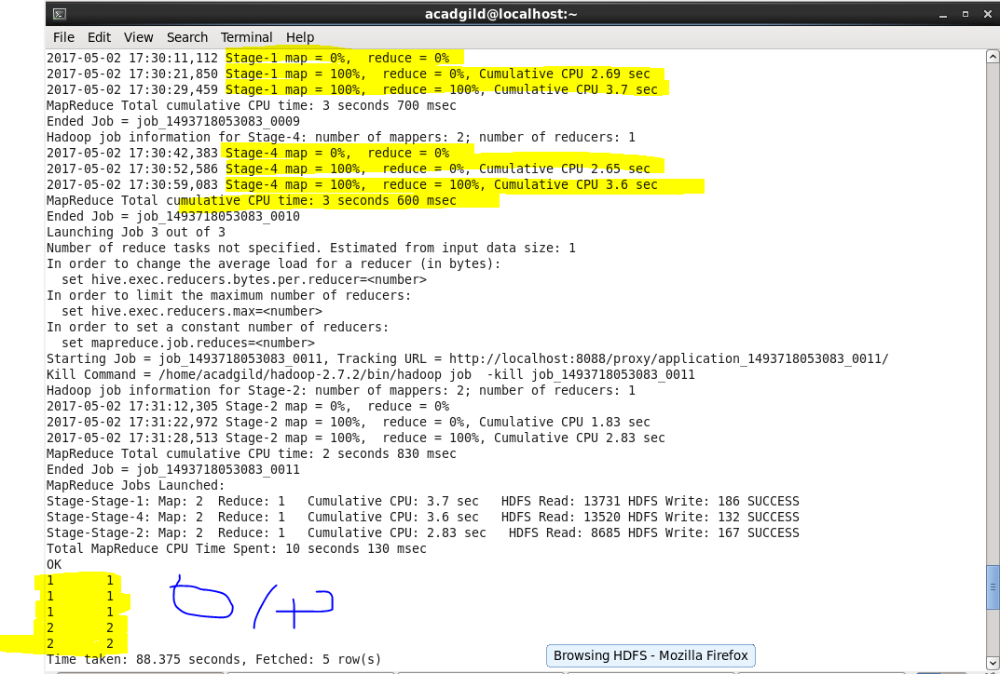 acadgild@localhost:~
File Edit View Search Terminal Help
2017-05-02 17:30:11,112 Stage-1 map = 0%,  reduce = 0%
2017-05-02 17:30:21,850 Stage-1 map = 100%,  reduce = 0%, Cumulative CPU 2.69 sec
2017-05-02 17:30:29,459 Stage-1 map = 100%,  reduce = 100%, Cumulative CPU 3.7 sec
MapReduce Total cumulative CPU time: 3 seconds 700 msec
Ended Job = job_1493718053083_0009
Hadoop job information for Stage-4: number of mappers: 2; number of reducers: 1
2017-05-02 17:30:42,383 Stage-4 map = 0%,  reduce = 0%
2017-05-02 17:30:52,586 Stage-4 map = 100%,  reduce = 0%, Cumulative CPU 2.65 sec
2017-05-02 17:30:59,083 Stage-4 map = 100%,  reduce = 100%, Cumulative CPU 3.6 sec
MapReduce Total cumulative CPU time: 3 seconds 600 msec
Ended Job = job_1493718053083_0010
Launching Job 3 out of 3
Number of reduce tasks not specified. Estimated from input data size: 1
In order to change the average load for a reducer (in bytes):
  set hive.exec.reducers.bytes.per.reducer=<number>
In order to limit the maximum number of reducers:
  set hive.exec.reducers.max=<number>
In order to set a constant number of reducers:
  set mapreduce.job.reduces=<number>
Starting Job = job_1493718053083_0011, Tracking URL = http://localhost:8088/proxy/application_1493718053083_0011/
Kill Command = /home/acadgild/hadoop-2.7.2/bin/hadoop job  -kill job_1493718053083_0011
Hadoop job information for Stage-2: number of mappers: 2; number of reducers: 1
2017-05-02 17:31:12,305 Stage-2 map = 0%,  reduce = 0%
2017-05-02 17:31:22,972 Stage-2 map = 100%,  reduce = 0%, Cumulative CPU 1.83 sec
2017-05-02 17:31:28,513 Stage-2 map = 100%,  reduce = 100%, Cumulative CPU 2.83 sec
MapReduce Total cumulative CPU time: 2 seconds 830 msec
Ended Job = job_1493718053083_0011
MapReduce Jobs Launched:
Stage-Stage-1: Map: 2  Reduce: 1   Cumulative CPU: 3.7 sec   HDFS Read: 13731 HDFS Write: 186 SUCCESS
Stage-Stage-4: Map: 2  Reduce: 1   Cumulative CPU: 3.6 sec   HDFS Read: 13520 HDFS Write: 132 SUCCESS
Stage-Stage-2: Map: 2  Reduce: 1   Cumulative CPU: 2.83 sec   HDFS Read: 8685 HDFS Write: 167 SUCCESS
Total MapReduce CPU Time Spent: 10 seconds 130 msec
OK
1	1
1	1
1	1
2	2
2	2
Time taken: 88.375 seconds, Fetched: 5 row(s)
Browsing HDFS - Mozilla Firefox